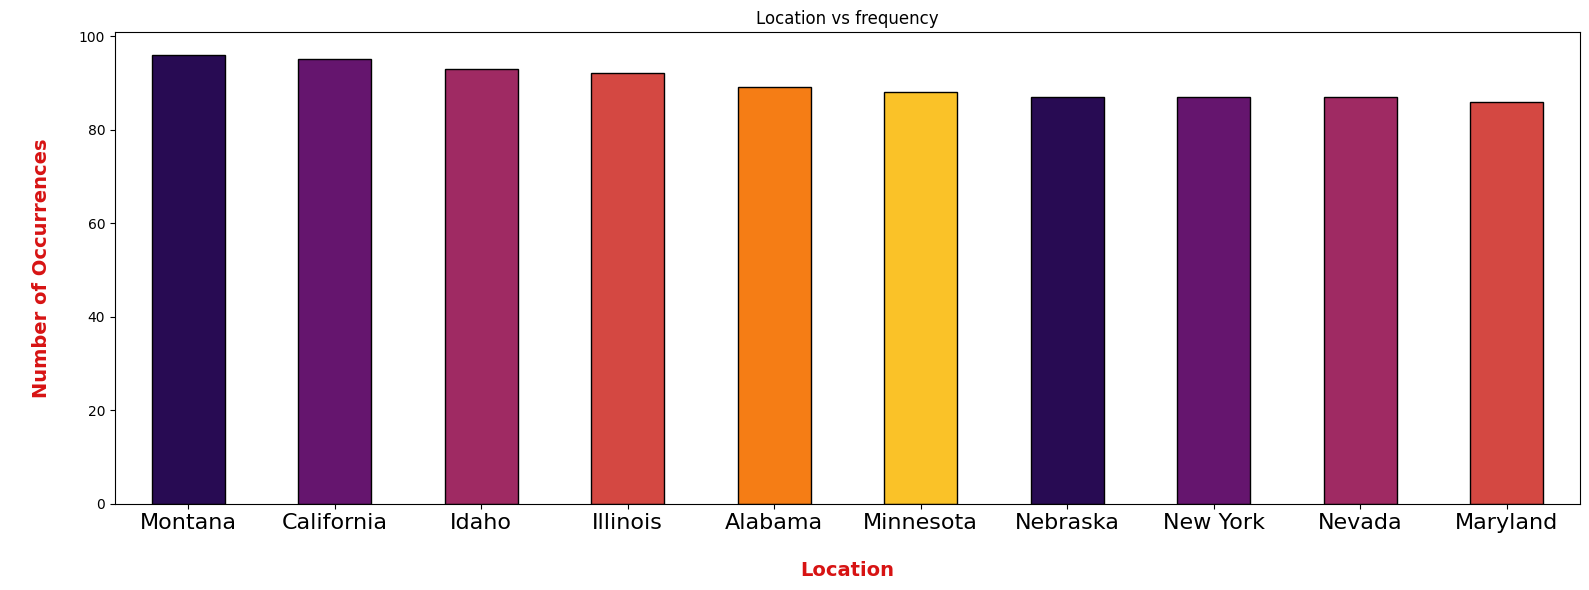 Location vs frequency
Number of Occurrences
100
80
60
40
20
0
Montana California Idaho Illinois Alabama Minnesota Nebraska New York Nevada Maryland
Location